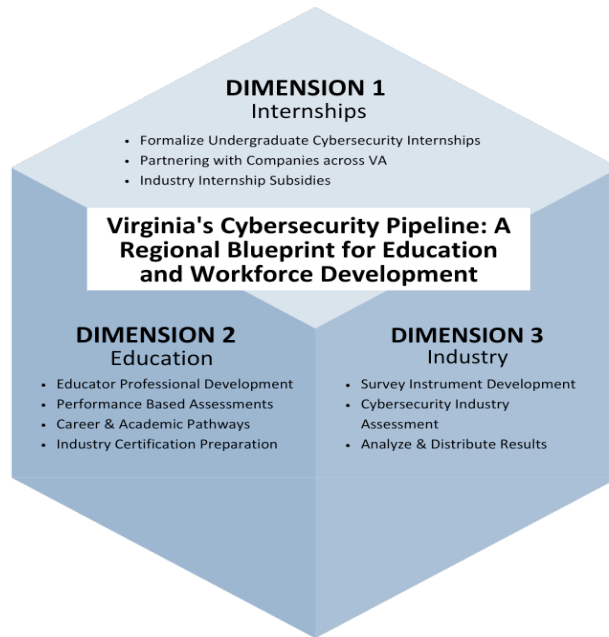 DIMENSION 1
Internships
• Formalize Undergraduate Cybersecurity Internships
• Partnering with Companies across VA
• Industry Internship Subsidies
Virginia's Cybersecurity Pipeline: A
Regional Blueprint for Education
and Workforce Development
DIMENSION 2
Education
• Educator Professional Development
• Performance Based Assessments
• Career & Academic Pathways
• Industry Certification Preparation
DIMENSION 3
Industry
• Survey Instrument Development
• Cybersecurity Industry
Assessment
• Analyze & Distribute Results